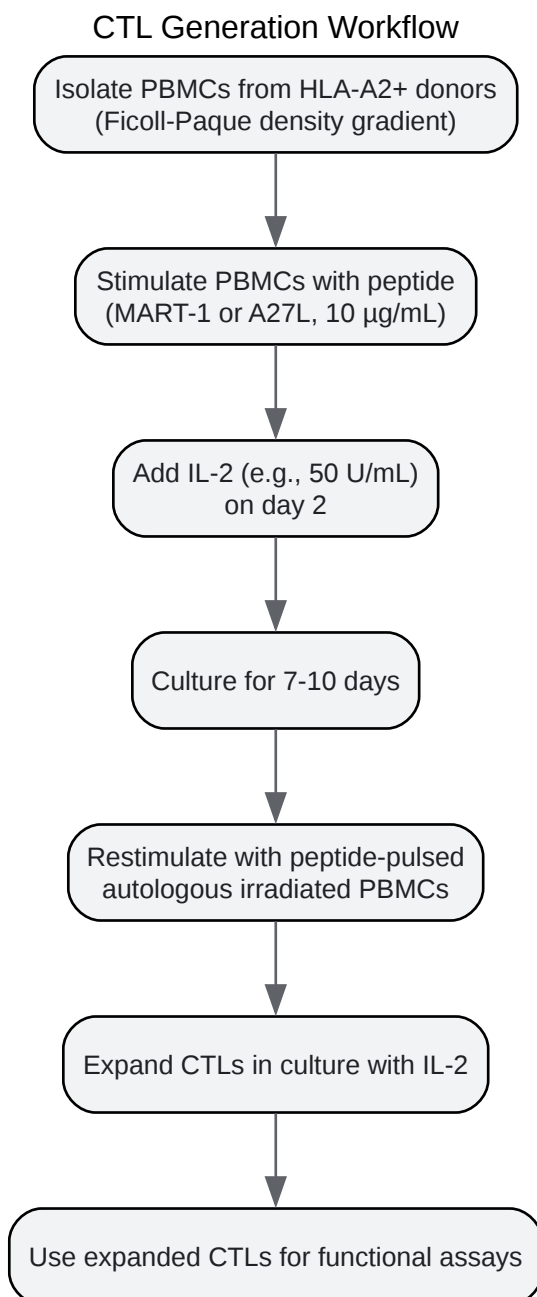 CTL Generation Workflow
Isolate PBMCs from HLA-A2+ donors
(Ficoll-Paque density gradient)
Stimulate PBMCs with peptide
(MART-1 or A27L, 10 µg/mL)
Add IL-2 (e.g., 50 U/mL)
on day 2
Culture for 7-10 days
Restimulate with peptide-pulsed
autologous irradiated PBMCs
Expand CTLs in culture with IL-2
Use expanded CTLs for functional assays